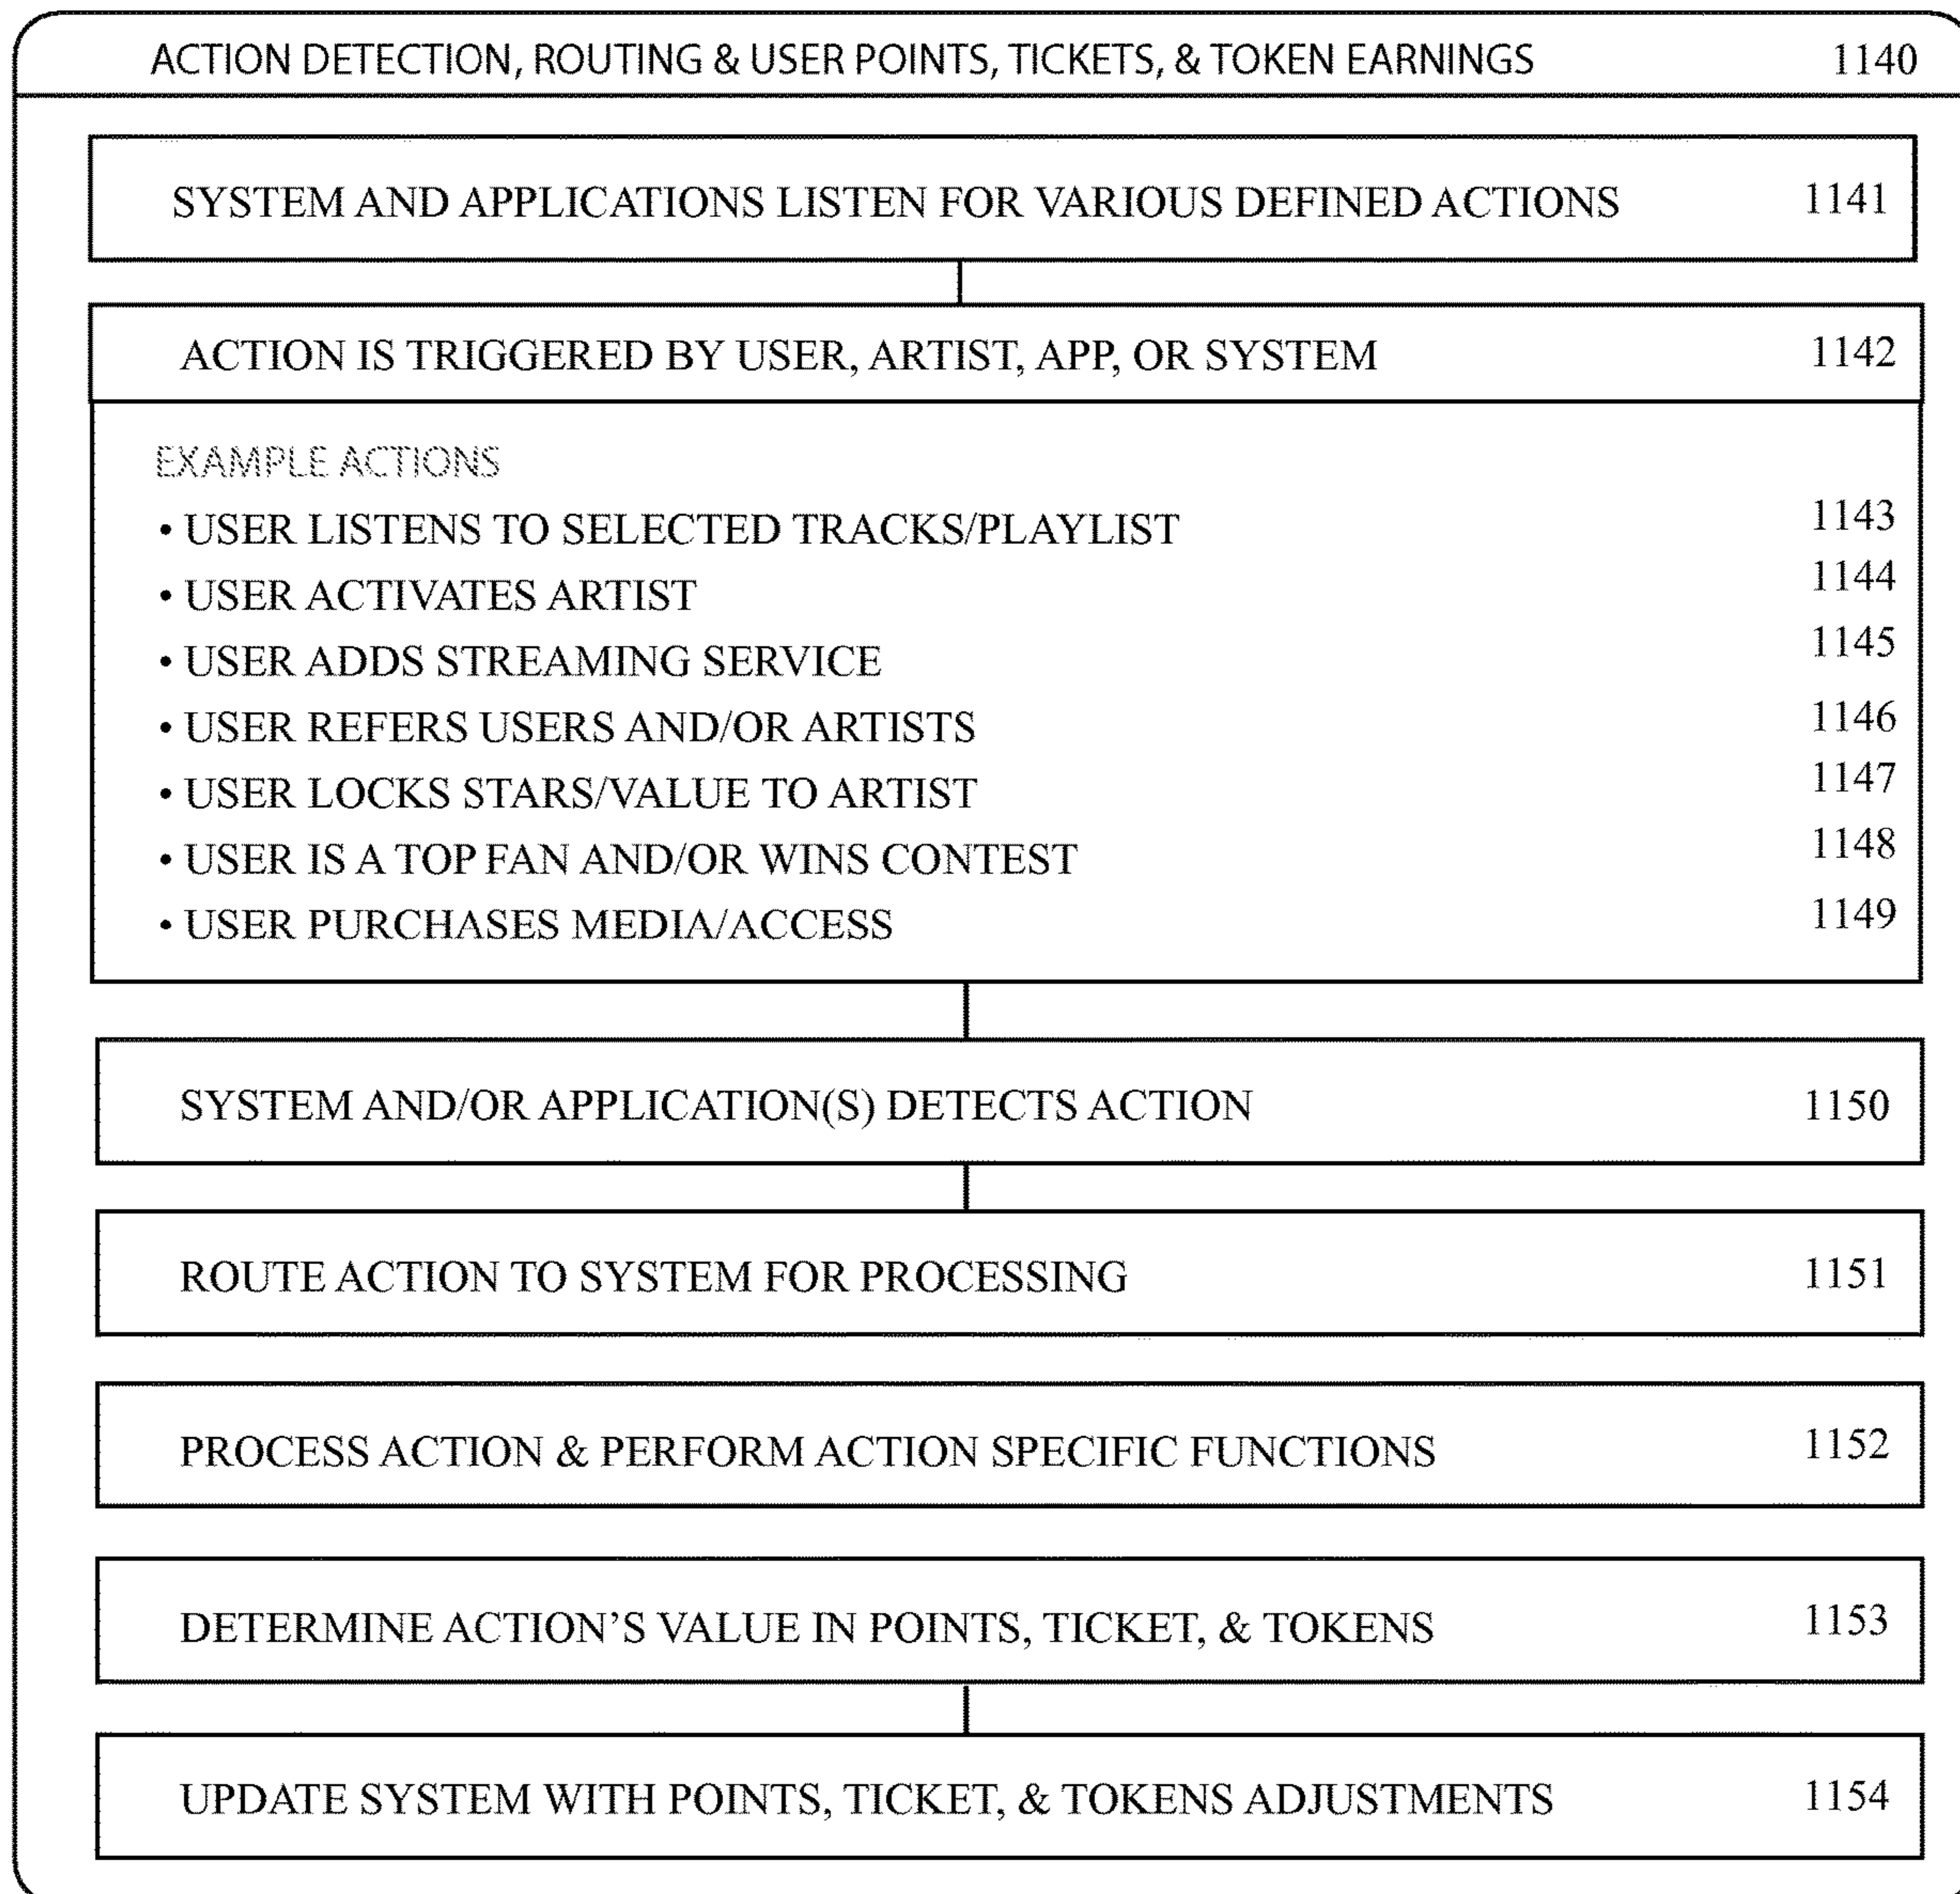 ACTION DETECTION, ROUTING & USER POINTS, TICKETS, & TOKEN EARNINGS 1140
SYSTEM AND APPLICATIONS LISTEN FOR VARIOUS DEFINED ACTIONS 1141
ACTION IS TRIGGERED BY USER, ARTIST, APP, OR SYSTEM 1142
EXAMPLE ACTIONS
• USER LISTENS TO SELECTED TRACKS/PLAYLIST 1143
• USER ACTIVATES ARTIST 1144
• USER ADDS STREAMING SERVICE 1145
• USER REFERS USERS AND/OR ARTISTS 1146
• USER LOCKS STARS/VALUE TO ARTIST 1147
• USER IS A TOP FAN AND/OR WINS CONTEST 1148
• USER PURCHASES MEDIA/ACCESS 1149
SYSTEM AND/OR APPLICATION(S) DETECTS ACTION 1150
ROUTE ACTION TO SYSTEM FOR PROCESSING 1151
PROCESS ACTION & PERFORM ACTION SPECIFIC FUNCTIONS 1152
DETERMINE ACTION'S VALUE IN POINTS, TICKET, & TOKENS 1153
UPDATE SYSTEM WITH POINTS, TICKET, & TOKENS ADJUSTMENTS 1154